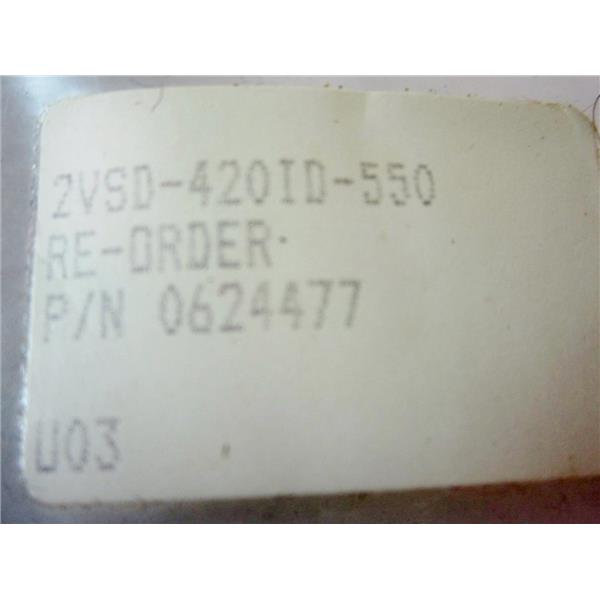 2VSD-420ID-550
RE-ORDER
P/N 0624477
U03